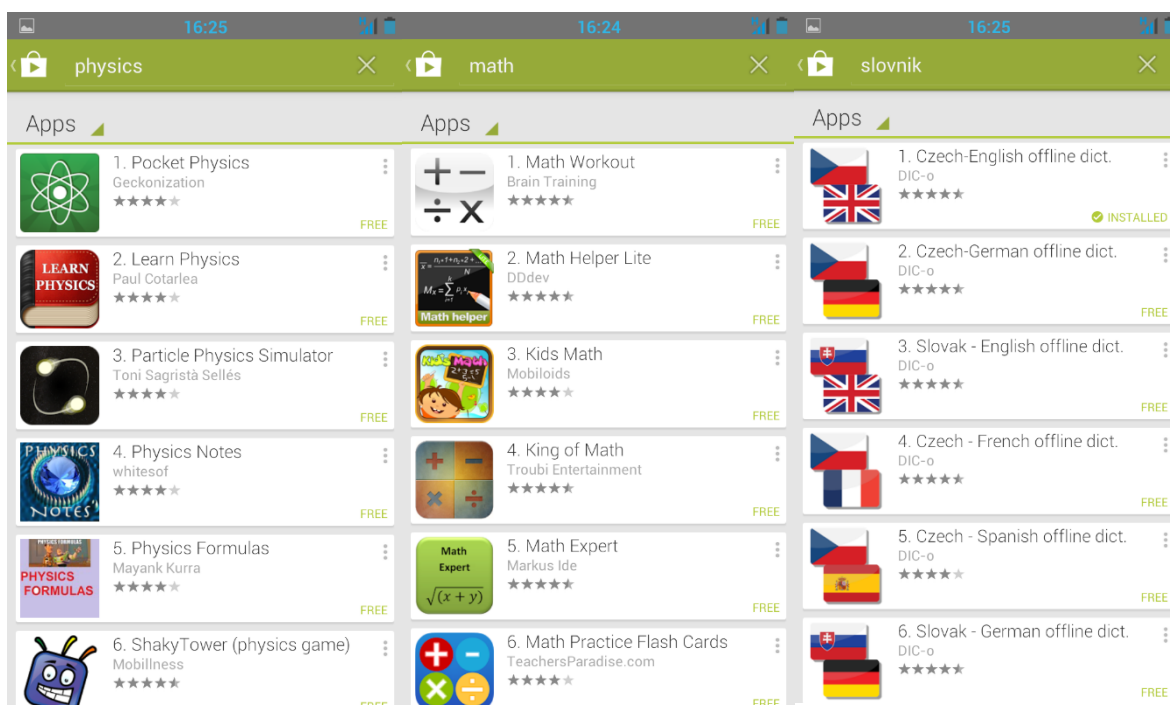 16:25
physics
Apps
1. Pocket Physics
Geckonization
FREE
LEARN
PHYSICS
2. Learn Physics
Paul Cotarlea
FREE
3. Particle Physics Simulator
Toni Sagristà Sellés
FREE
PHYSICS
NOTES
4. Physics Notes
whitesof
FREE
PHYSICS FORMULAS
PHYSICS
FORMULAS
5. Physics Formulas
Mayank Kurra
FREE
6. ShakyTower (physics game)
Mobillness
FREE
16:24
math
Apps
+ −
÷ x
1. Math Workout
Brain Training
FREE
Math helper
2. Math Helper Lite
DDdev
FREE
Kids Math
2+3=5
3. Kids Math
Mobiloids
FREE
+ −
× ÷
4. King of Math
Troubi Entertainment
FREE
Math
Expert
√(x + y)
5. Math Expert
Markus Ide
FREE
+ −
× ÷
6. Math Practice Flash Cards
TeachersParadise.com
FREE
16:25
slovnik
Apps
1. Czech-English offline dict.
DIC-o
INSTALLED
2. Czech-German offline dict.
DIC-o
FREE
3. Slovak - English offline dict.
DIC-o
FREE
4. Czech - French offline dict.
DIC-o
FREE
5. Czech - Spanish offline dict.
DIC-o
FREE
6. Slovak - German offline dict.
DIC-o
FREE